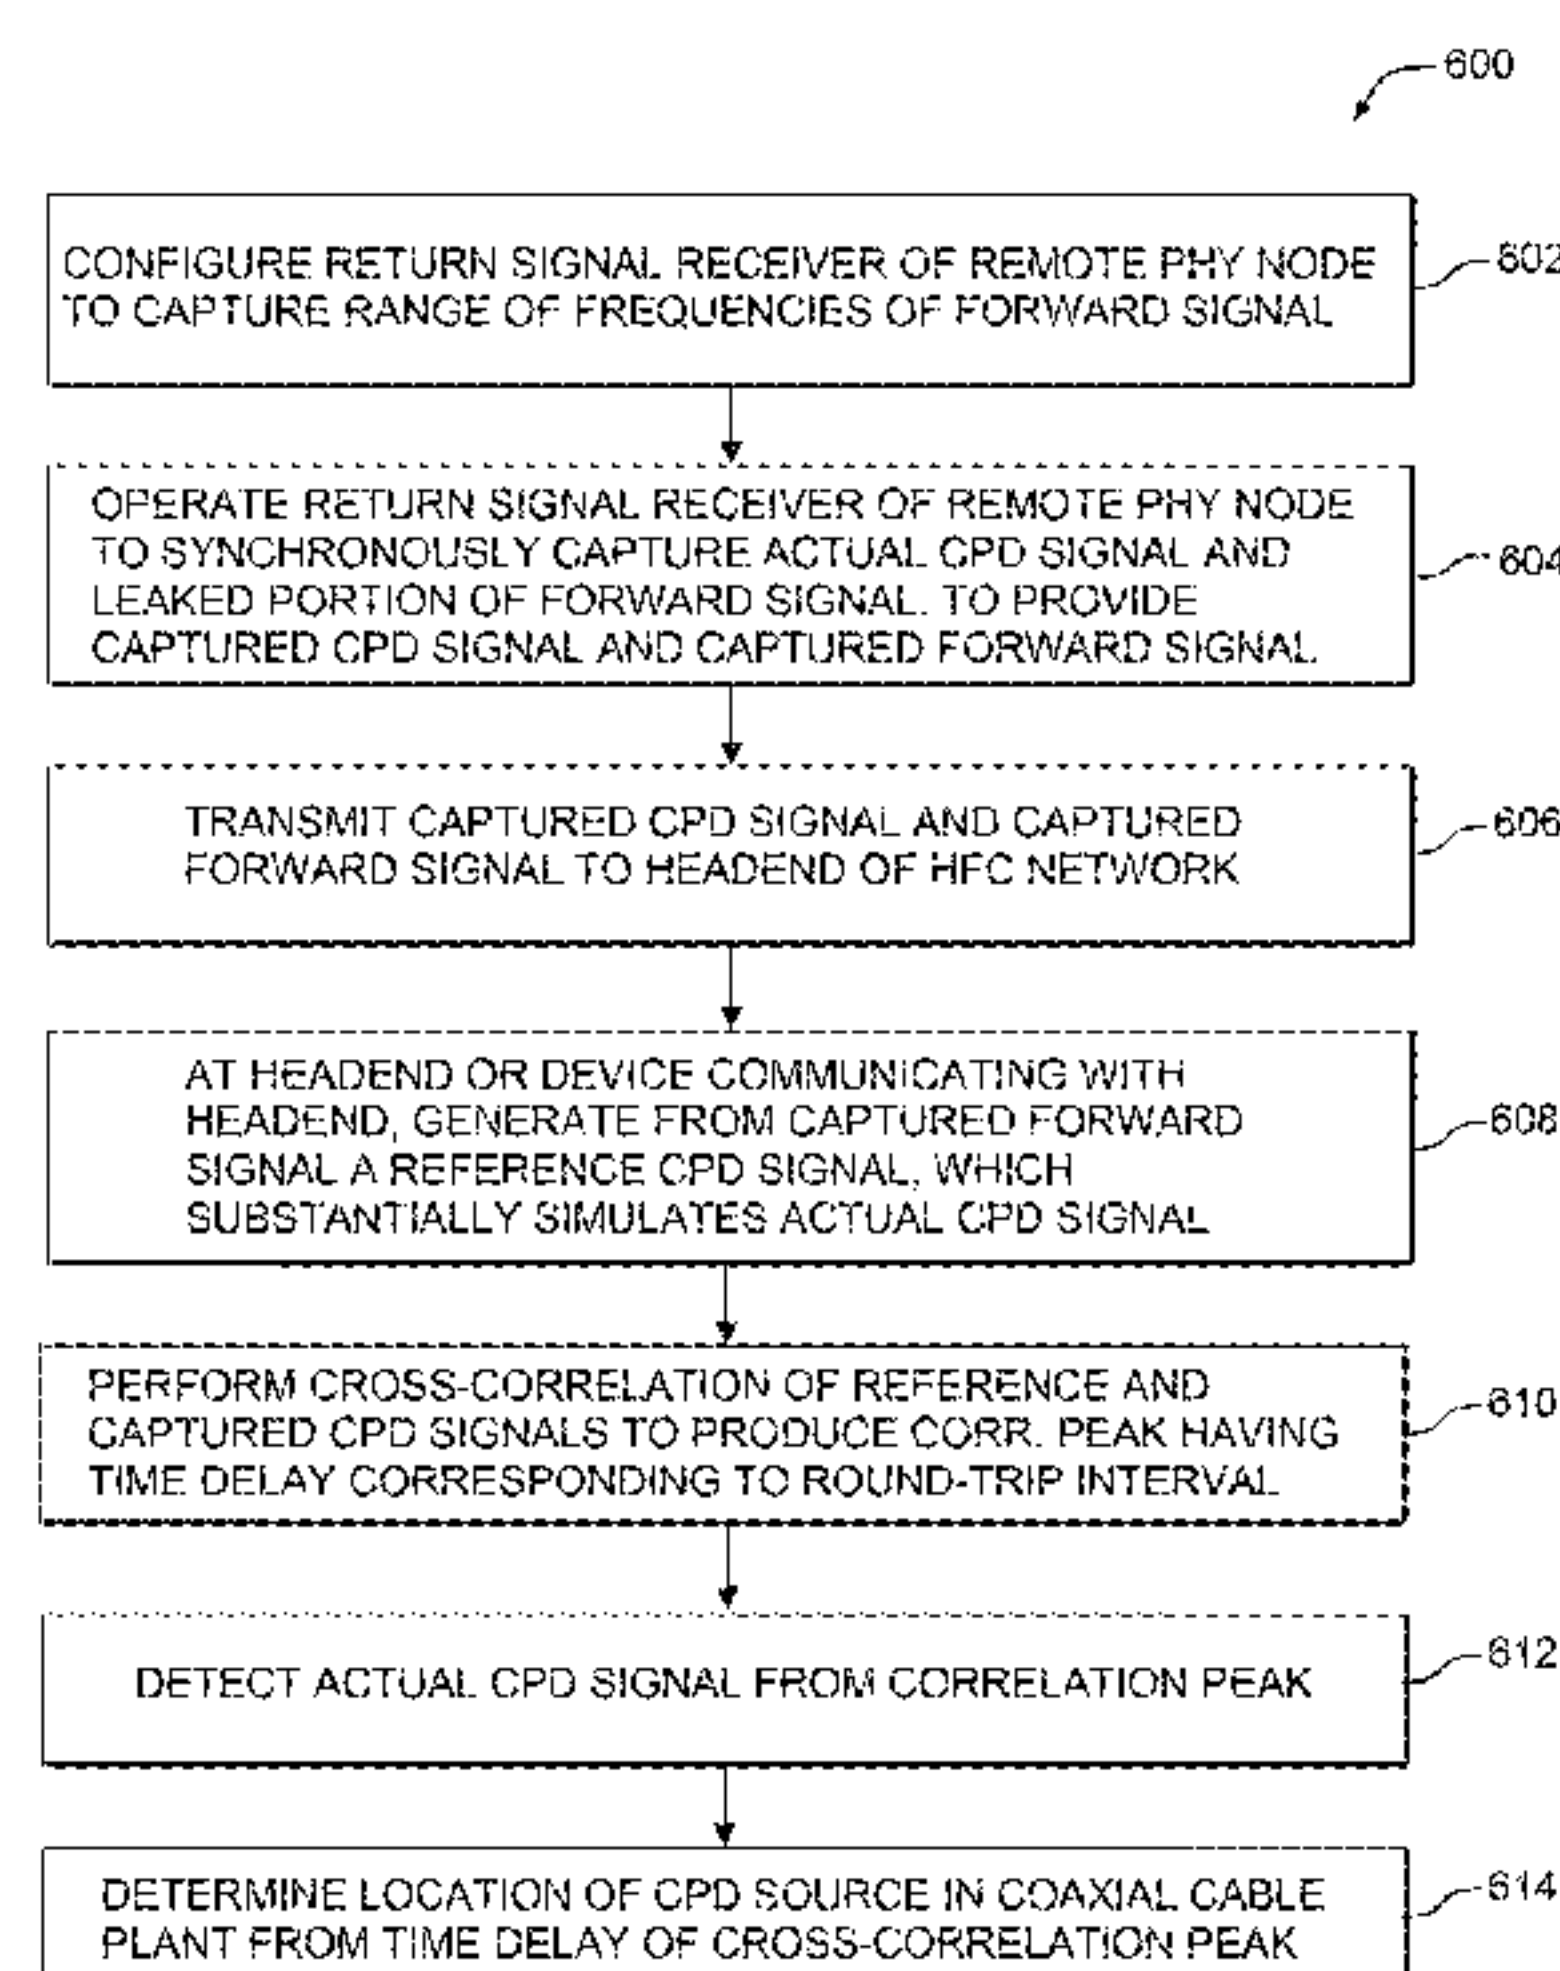 600
CONFIGURE RETURN SIGNAL RECEIVER OF REMOTE PHY NODE
TO CAPTURE RANGE OF FREQUENCIES OF FORWARD SIGNAL
602
OPERATE RETURN SIGNAL RECEIVER OF REMOTE PHY NODE
TO SYNCHRONOUSLY CAPTURE ACTUAL CPD SIGNAL AND
LEAKED PORTION OF FORWARD SIGNAL. TO PROVIDE
CAPTURED CPD SIGNAL AND CAPTURED FORWARD SIGNAL
604
TRANSMIT CAPTURED CPD SIGNAL AND CAPTURED
FORWARD SIGNAL TO HEADEND OF HFC NETWORK
606
AT HEADEND OR DEVICE COMMUNICATING WITH
HEADEND, GENERATE FROM CAPTURED FORWARD
SIGNAL A REFERENCE CPD SIGNAL, WHICH
SUBSTANTIALLY SIMULATES ACTUAL CPD SIGNAL
608
PERFORM CROSS-CORRELATION OF REFERENCE AND
CAPTURED CPD SIGNALS TO PRODUCE CORR. PEAK HAVING
TIME DELAY CORRESPONDING TO ROUND-TRIP INTERVAL
610
DETECT ACTUAL CPD SIGNAL FROM CORRELATION PEAK
612
DETERMINE LOCATION OF CPD SOURCE IN COAXIAL CABLE
PLANT FROM TIME DELAY OF CROSS-CORRELATION PEAK
614